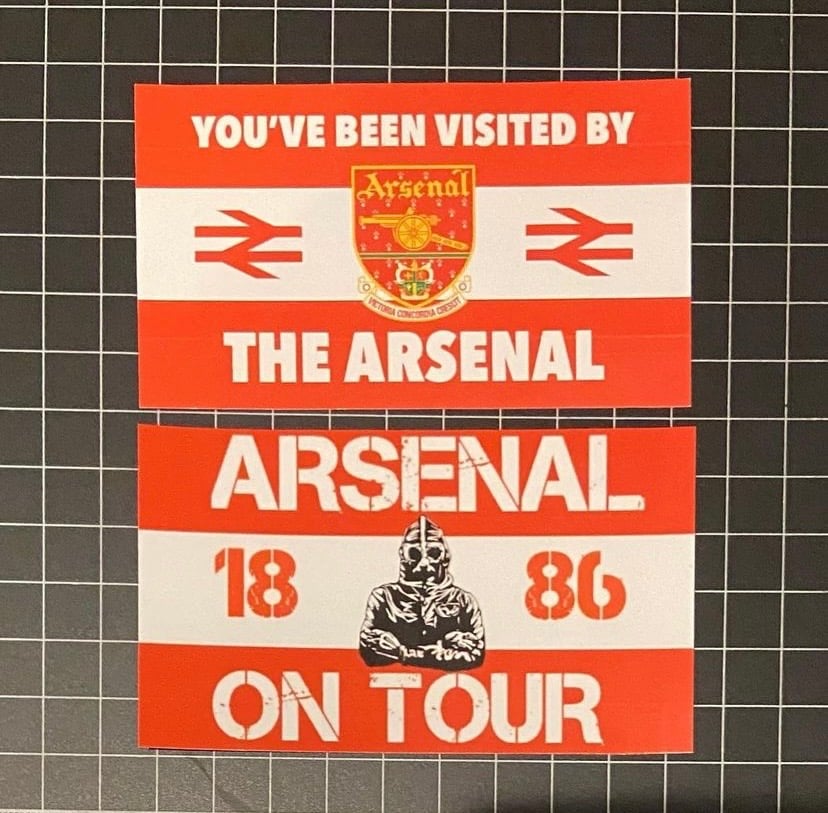 YOU'VE BEEN VISITED BY
Arsenal
VICTORIA CONCORDIA CRESCIT
THE ARSENAL
ARSENAL
18 86
ON TOUR